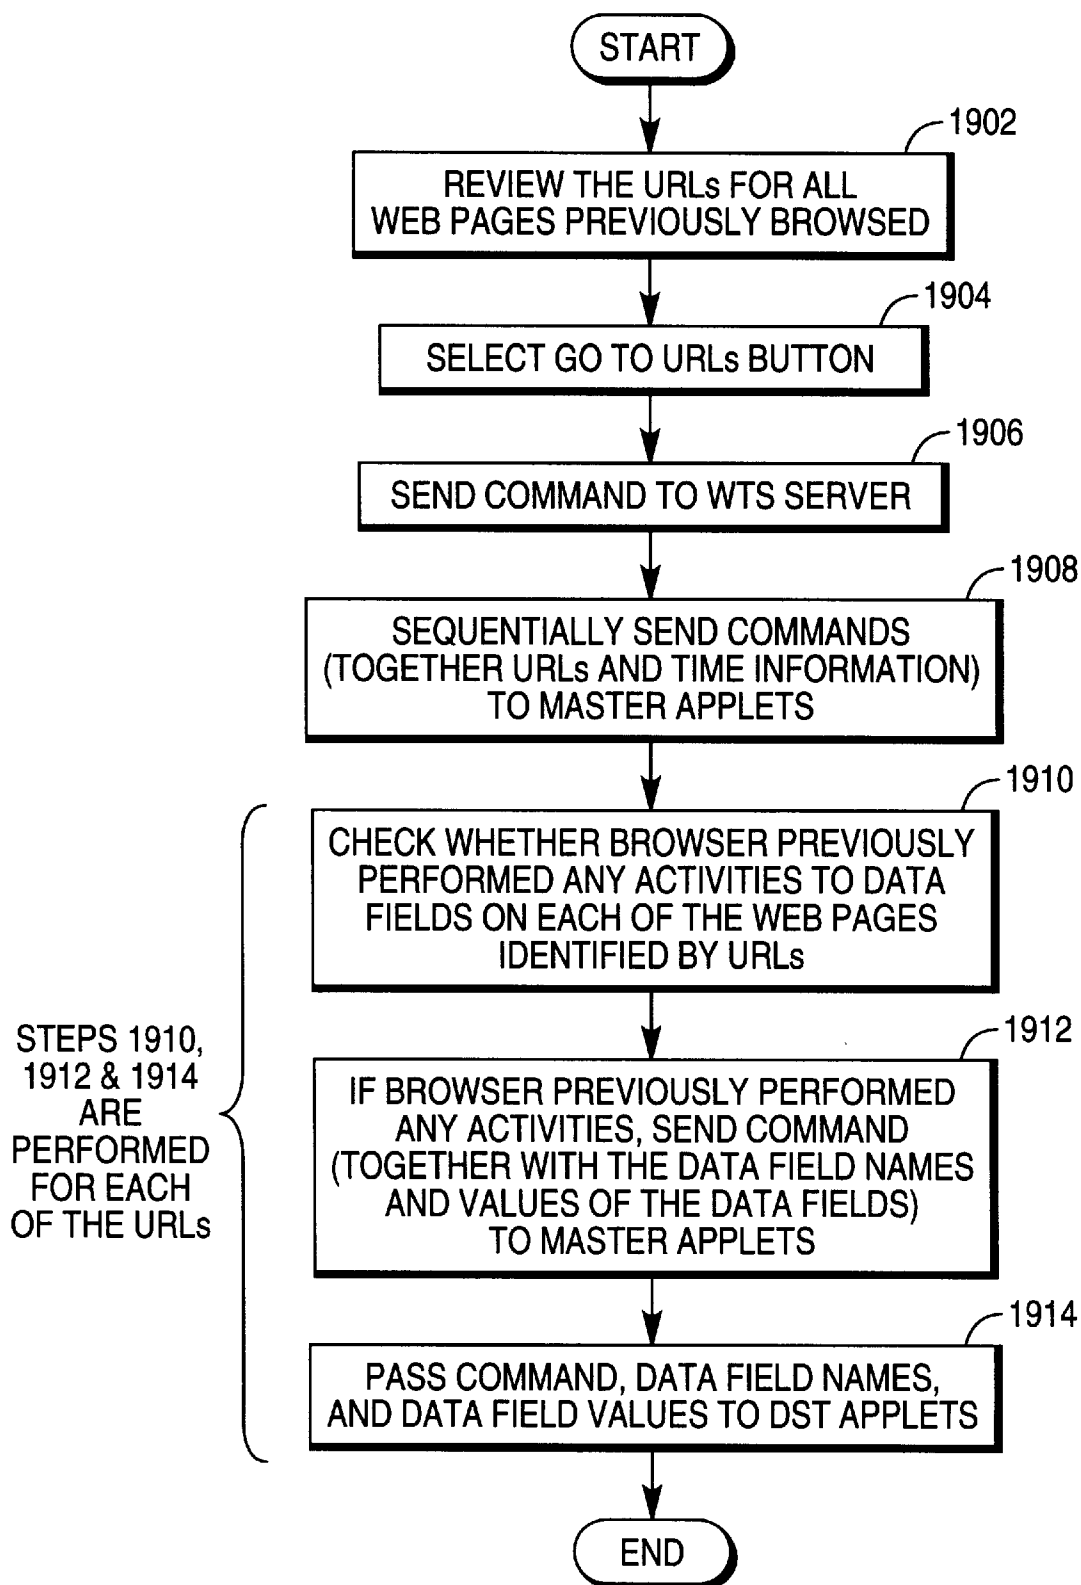 START
1902
REVIEW THE URLs FOR ALL
WEB PAGES PREVIOUSLY BROWSED
1904
SELECT GO TO URLs BUTTON
1906
SEND COMMAND TO WTS SERVER
1908
SEQUENTIALLY SEND COMMANDS
(TOGETHER URLs AND TIME INFORMATION)
TO MASTER APPLETS
1910
CHECK WHETHER BROWSER PREVIOUSLY
PERFORMED ANY ACTIVITIES TO DATA
FIELDS ON EACH OF THE WEB PAGES
IDENTIFIED BY URLs
STEPS 1910,
1912 & 1914
ARE
PERFORMED
FOR EACH
OF THE URLs
1912
IF BROWSER PREVIOUSLY PERFORMED
ANY ACTIVITIES, SEND COMMAND
(TOGETHER WITH THE DATA FIELD NAMES
AND VALUES OF THE DATA FIELDS)
TO MASTER APPLETS
1914
PASS COMMAND, DATA FIELD NAMES,
AND DATA FIELD VALUES TO DST APPLETS
END